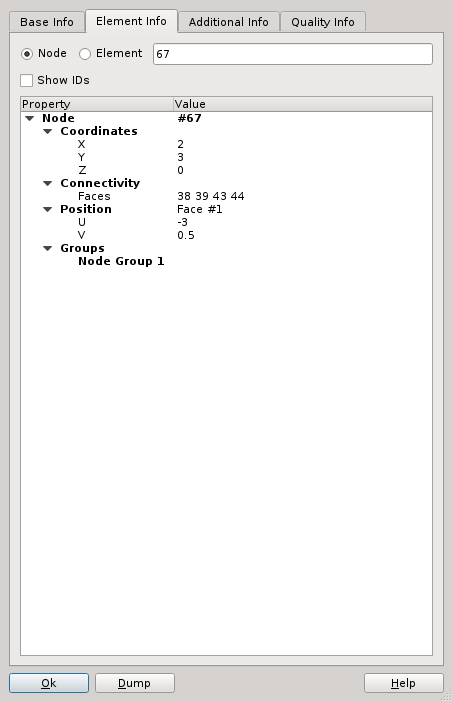 Base Info Element Info Additional Info Quality Info
Node Element 67
Show IDs
Property Value
Node #67
Coordinates
X 2
Y 3
Z 0
Connectivity
Faces 38 39 43 44
Position Face #1
U -3
V 0.5
Groups
Node Group 1
Ok Dump Help